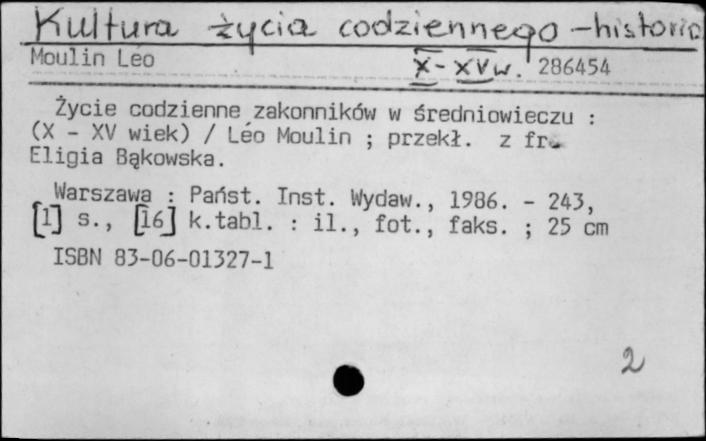 Kultura życia codziennego - historia
Moulin Léo X - XV w. 286454
Życie codzienne zakonników w średniowieczu :
(X - XV wiek) / Léo Moulin ; przekł. z fr.
Eligia Bąkowska.
Warszawa : Państ. Inst. Wydaw., 1986. - 243,
[1] s., [16] k.tabl. : il., fot., faks. ; 25 cm
ISBN 83-06-01327-1
2